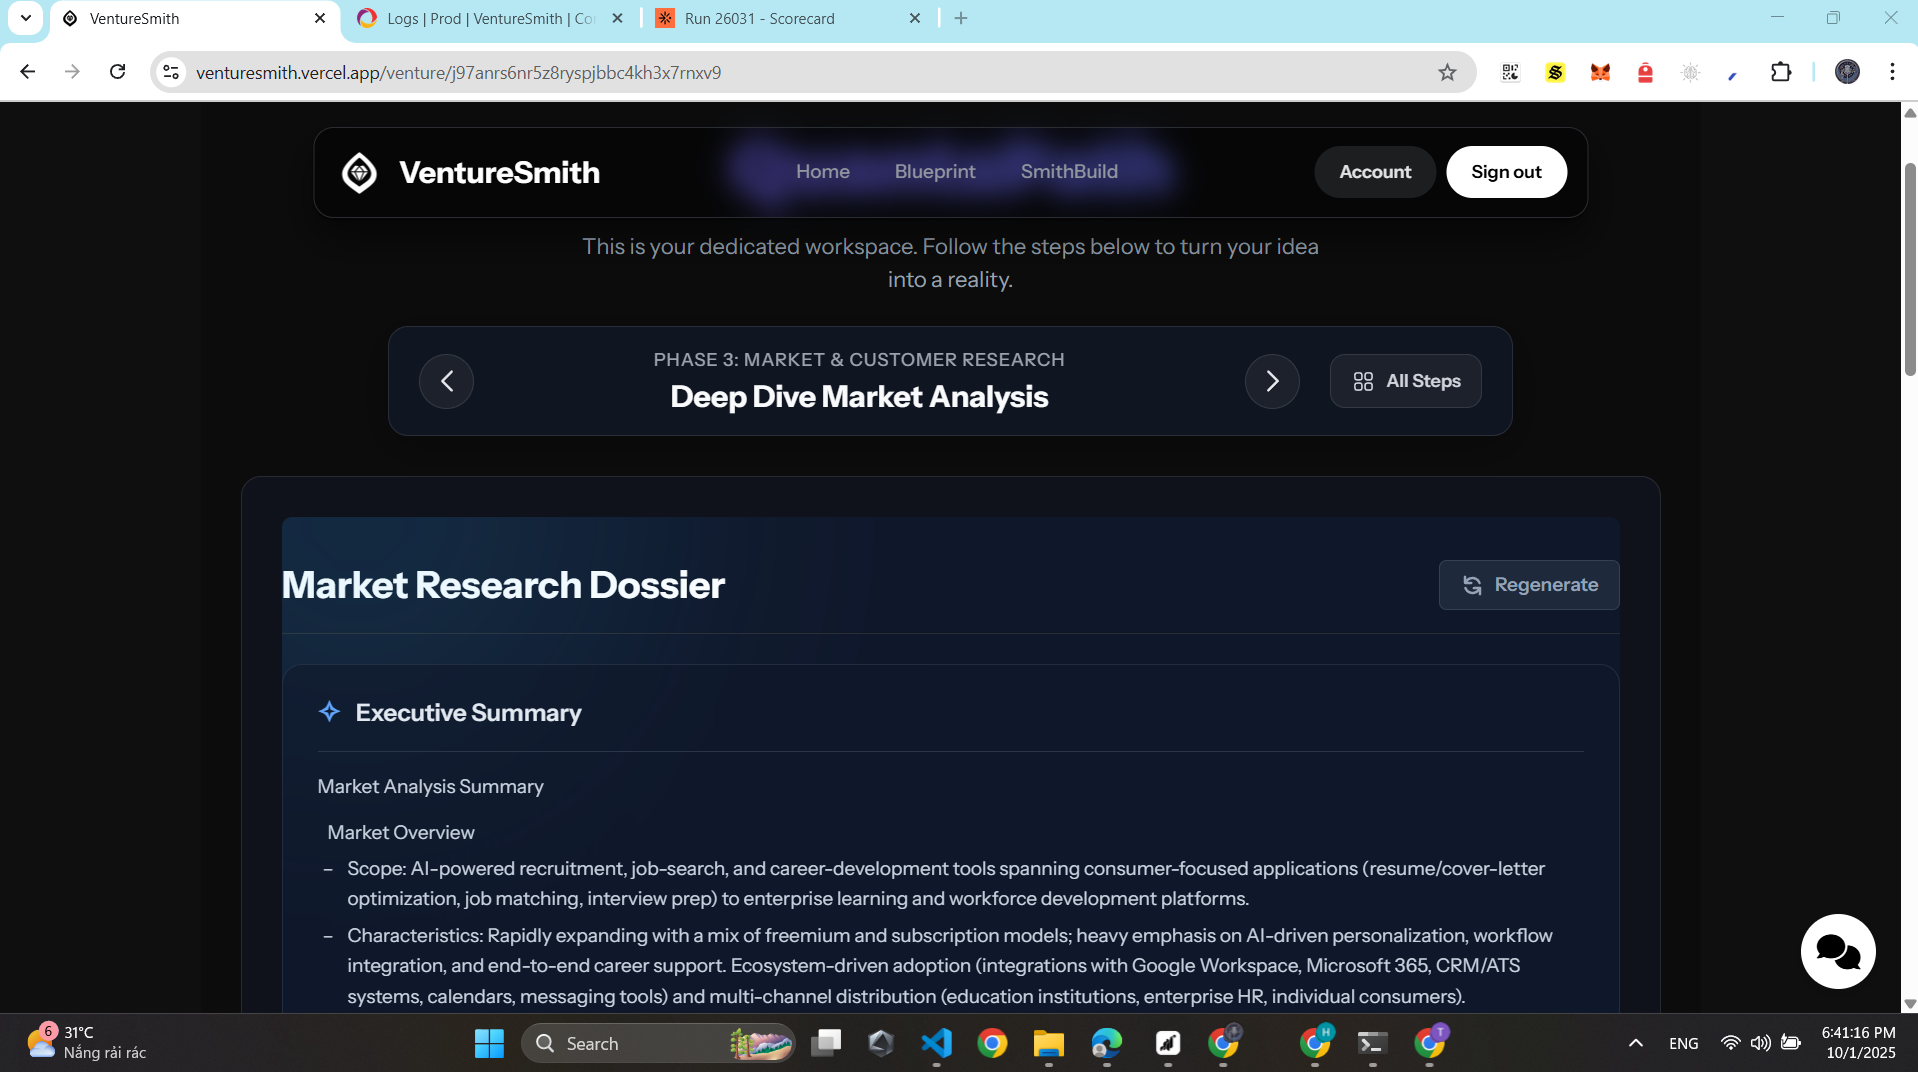 VentureSmith
Logs | Prod | VentureSmith | Co
Run 26031 - Scorecard
venturesmith.vercel.app/venture/j97anrs6nr5z8ryspjbbc4kh3x7rnxv9
VentureSmith
Home
Blueprint
SmithBuild
Account
Sign out
This is your dedicated workspace. Follow the steps below to turn your idea
into a reality.
PHASE 3: MARKET & CUSTOMER RESEARCH
Deep Dive Market Analysis
All Steps
Market Research Dossier
Regenerate
Executive Summary
Market Analysis Summary
Market Overview
– Scope: AI-powered recruitment, job-search, and career-development tools spanning consumer-focused applications (resume/cover-letter
optimization, job matching, interview prep) to enterprise learning and workforce development platforms.
– Characteristics: Rapidly expanding with a mix of freemium and subscription models; heavy emphasis on AI-driven personalization, workflow
integration, and end-to-end career support. Ecosystem-driven adoption (integrations with Google Workspace, Microsoft 365, CRM/ATS
systems, calendars, messaging tools) and multi-channel distribution (education institutions, enterprise HR, individual consumers).
6
31°C
Nắng rải rác
Search
H
T
ENG
6:41:16 PM
10/1/2025